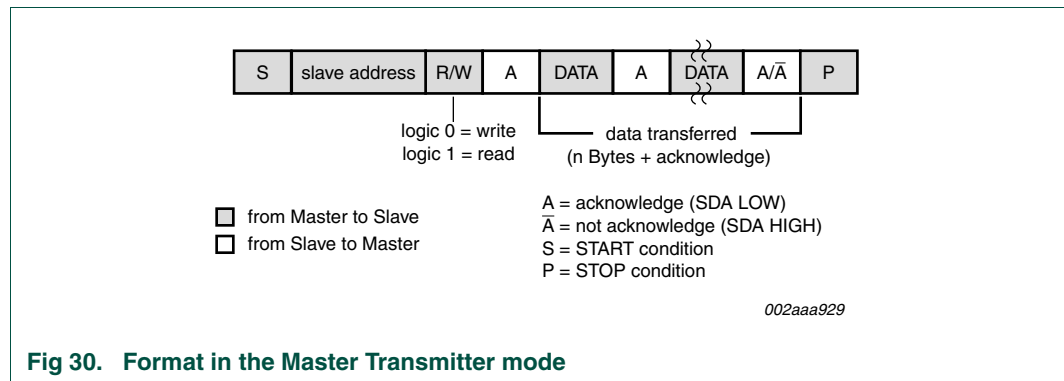 S slave address R/W A DATA A DATA A/A̅ P
logic 0 = write
logic 1 = read
data transferred
(n Bytes + acknowledge)
from Master to Slave
from Slave to Master
A = acknowledge (SDA LOW)
A̅ = not acknowledge (SDA HIGH)
S = START condition
P = STOP condition
002aaa929
Fig 30. Format in the Master Transmitter mode